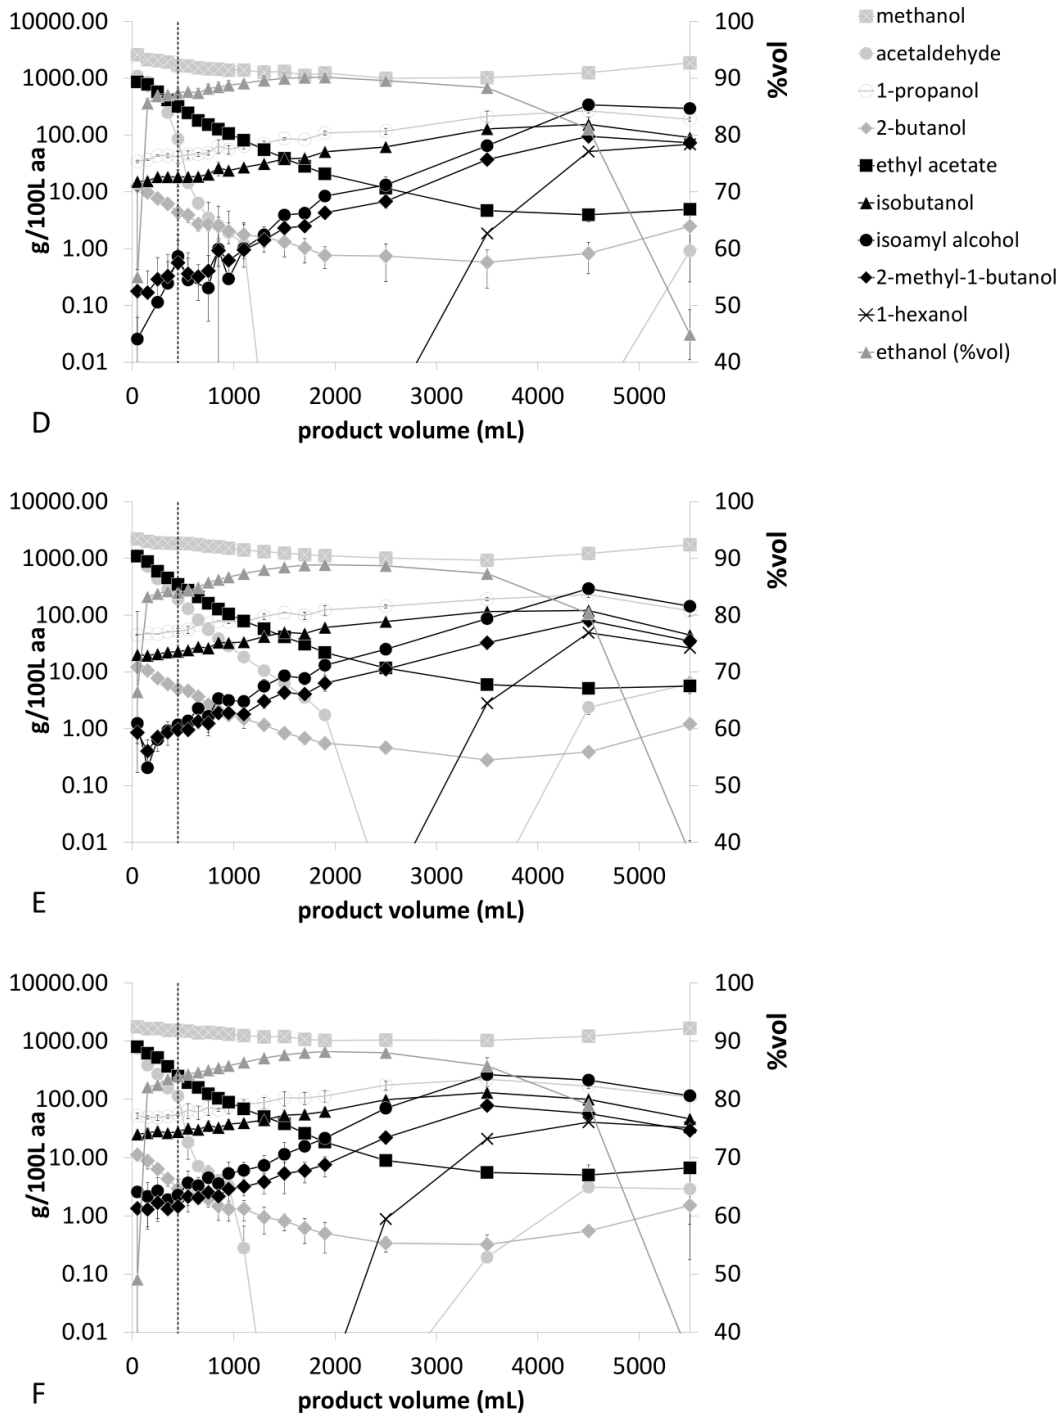 10000.00
1000.00
100.00
10.00
1.00
0.10
0.01
g/100L aa
100
90
80
70
60
50
40
%vol
0 1000 2000 3000 4000 5000
product volume (mL)
D
methanol
acetaldehyde
1-propanol
2-butanol
ethyl acetate
isobutanol
isoamyl alcohol
2-methyl-1-butanol
1-hexanol
ethanol (%vol)
10000.00
1000.00
100.00
10.00
1.00
0.10
0.01
g/100L aa
100
90
80
70
60
50
40
%vol
0 1000 2000 3000 4000 5000
product volume (mL)
E
10000.00
1000.00
100.00
10.00
1.00
0.10
0.01
g/100L aa
100
90
80
70
60
50
40
%vol
0 1000 2000 3000 4000 5000
product volume (mL)
F